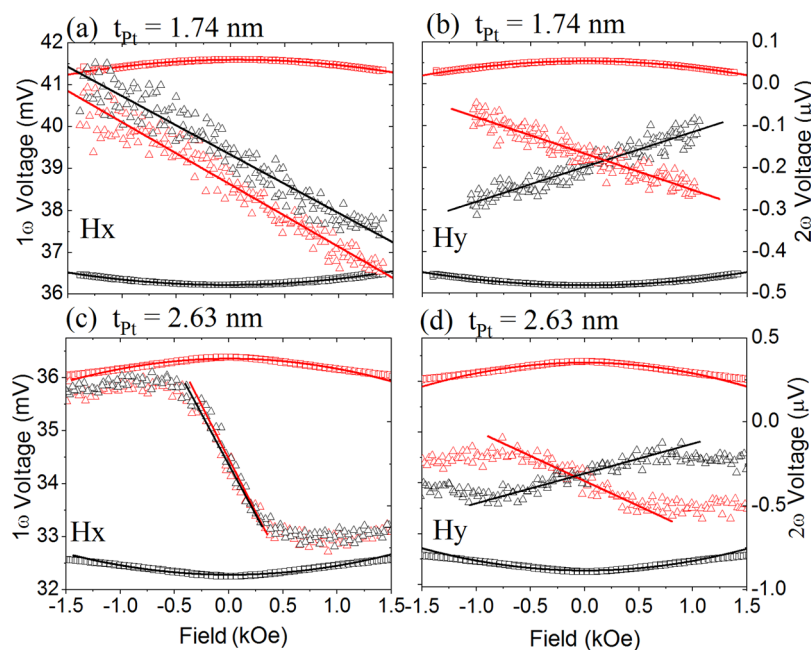 (a) t_Pt = 1.74 nm
(b) t_Pt = 1.74 nm
42
41
40
39
38
37
36
1ω Voltage (mV)
Hx
0.1
0.0
-0.1
-0.2
-0.3
-0.4
-0.5
2ω Voltage (μV)
Hy
(c) t_Pt = 2.63 nm
(d) t_Pt = 2.63 nm
36
35
34
33
32
1ω Voltage (mV)
Hx
0.5
0.0
-0.5
-1.0
2ω Voltage (μV)
Hy
-1.5 -1.0 -0.5 0.0 0.5 1.0 1.5
-1.5 -1.0 -0.5 0.0 0.5 1.0 1.5
Field (kOe)
Field (kOe)